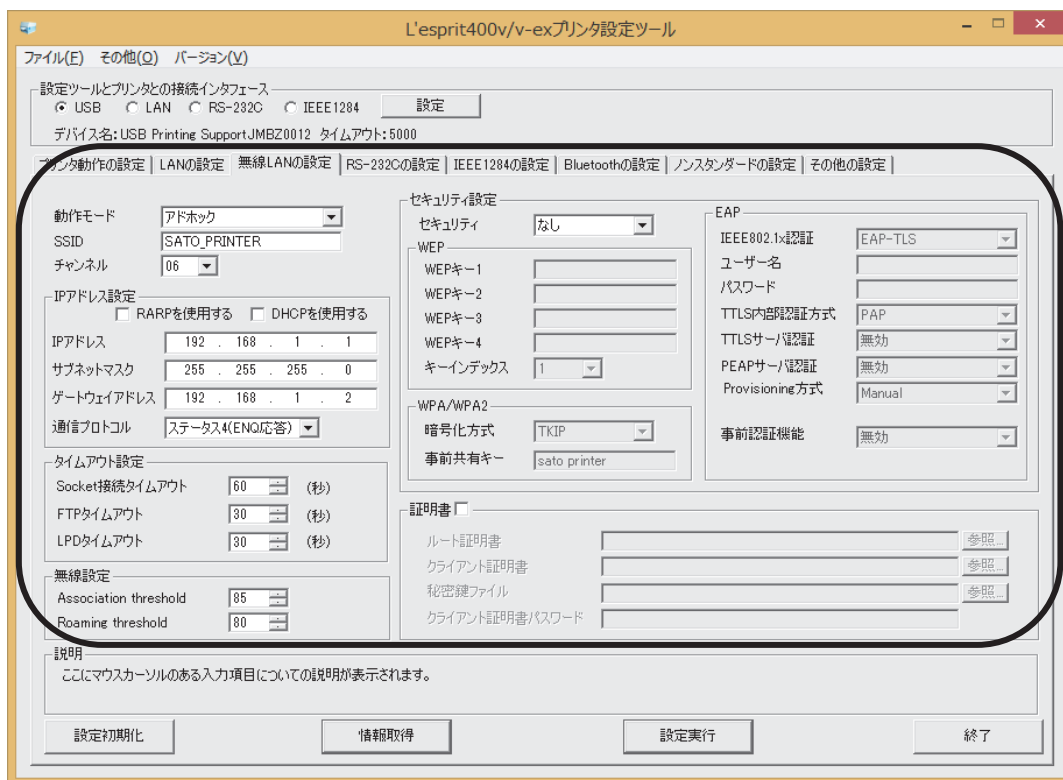 L'esprit400v/v-exプリンタ設定ツール
ファイル(F) その他(O) バージョン(V)
設定ツールとプリンタとの接続インタフェース
USB LAN RS-232C IEEE1284 設定
デバイス名:USB Printing SupportJMBZ0012 タイムアウト:5000
プリンタ動作の設定 LANの設定 無線LANの設定 RS-232Cの設定 IEEE1284の設定 Bluetoothの設定 ノンスタンダードの設定 その他の設定
動作モード アドホック
SSID SATO_PRINTER
チャンネル 06
IPアドレス設定
RARPを使用する DHCPを使用する
IPアドレス 192 . 168 . 1 . 1
サブネットマスク 255 . 255 . 255 . 0
ゲートウェイアドレス 192 . 168 . 1 . 2
通信プロトコル ステータス4(ENQ応答)
タイムアウト設定
Socket接続タイムアウト 60 (秒)
FTPタイムアウト 30 (秒)
LPDタイムアウト 30 (秒)
無線設定
Association threshold 85
Roaming threshold 80
セキュリティ設定
セキュリティ なし
WEP
WEPキー1
WEPキー2
WEPキー3
WEPキー4
キーインデックス 1
WPA/WPA2
暗号化方式 TKIP
事前共有キー sato printer
EAP
IEEE802.1x認証 EAP-TLS
ユーザー名
パスワード
TTLS内部認証方式 PAP
TTLSサーバ認証 無効
PEAPサーバ認証 無効
Provisioning方式 Manual
事前認証機能 無効
証明書
ルート証明書 参照...
クライアント証明書 参照...
秘密鍵ファイル 参照...
クライアント証明書パスワード
説明
ここにマウスカーソルのある入力項目についての説明が表示されます。
設定初期化 情報取得 設定実行 終了